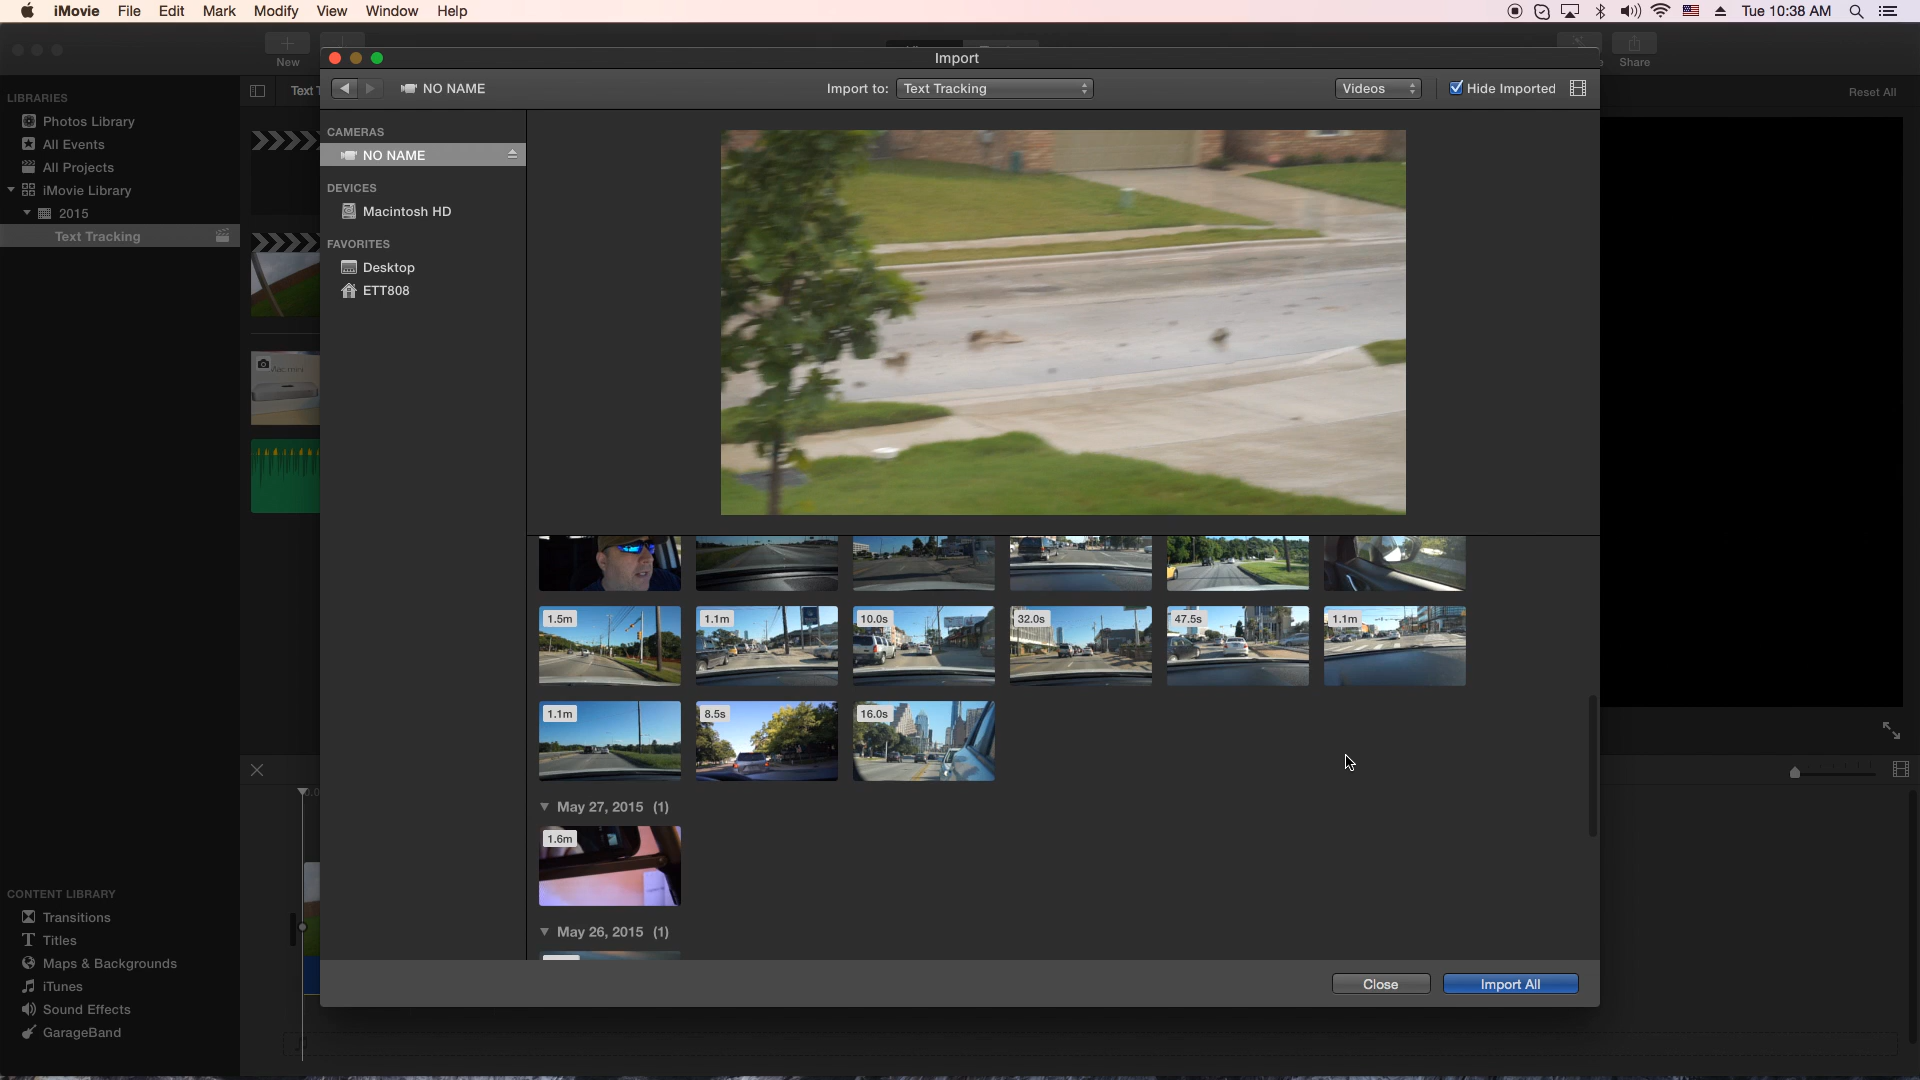 iMovie File Edit Mark Modify View Window Help Tue 10:38 AM
New
Import
Share
NO NAME
Import to: Text Tracking
Videos
Hide Imported
Reset All
LIBRARIES
Photos Library
All Events
All Projects
iMovie Library
2015
Text Tracking
CAMERAS
NO NAME
DEVICES
Macintosh HD
FAVORITES
Desktop
ETT808
Text T
Mac mini
1.5m 1.1m 10.0s 32.0s 47.5s 1.1m
1.1m 8.5s 16.0s
May 27, 2015 (1)
1.6m
May 26, 2015 (1)
Close
Import All
CONTENT LIBRARY
Transitions
Titles
Maps & Backgrounds
iTunes
Sound Effects
GarageBand